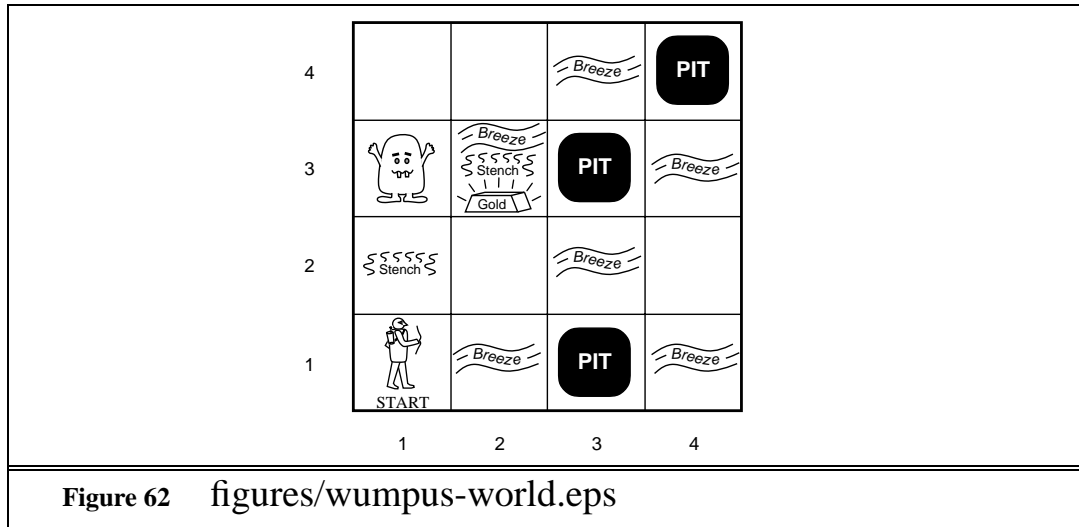 4 Breeze PIT
Breeze
3 Stench PIT Breeze
Gold
2 Stench Breeze
1 Breeze PIT Breeze
START
1 2 3 4
Figure 62 figures/wumpus-world.eps